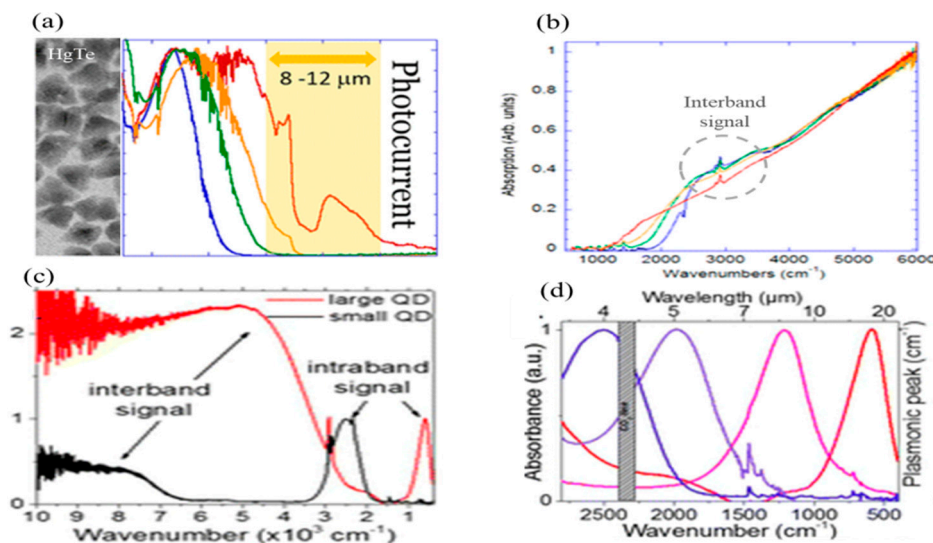 (a)
HgTe
8 -12 µm
Photocurrent
(b)
Absorption (Arb. units)
1
0.8
0.6
0.4
0.2
0
Interband
signal
1000 2000 3000 4000 5000 6000
Wavenumbers (cm⁻¹)
(c)
2
1
0
large QD
small QD
interband
signal
intraband
signal
10 9 8 7 6 5 4 3 2 1
Wavenumber (x10³ cm⁻¹)
(d)
Wavelength (µm)
4 5 7 10 20
Absorbance (a.u.)
1
0
Plasmonic peak (cm⁻¹)
2500 2000 1500 1000 500
Wavenumber (cm⁻¹)